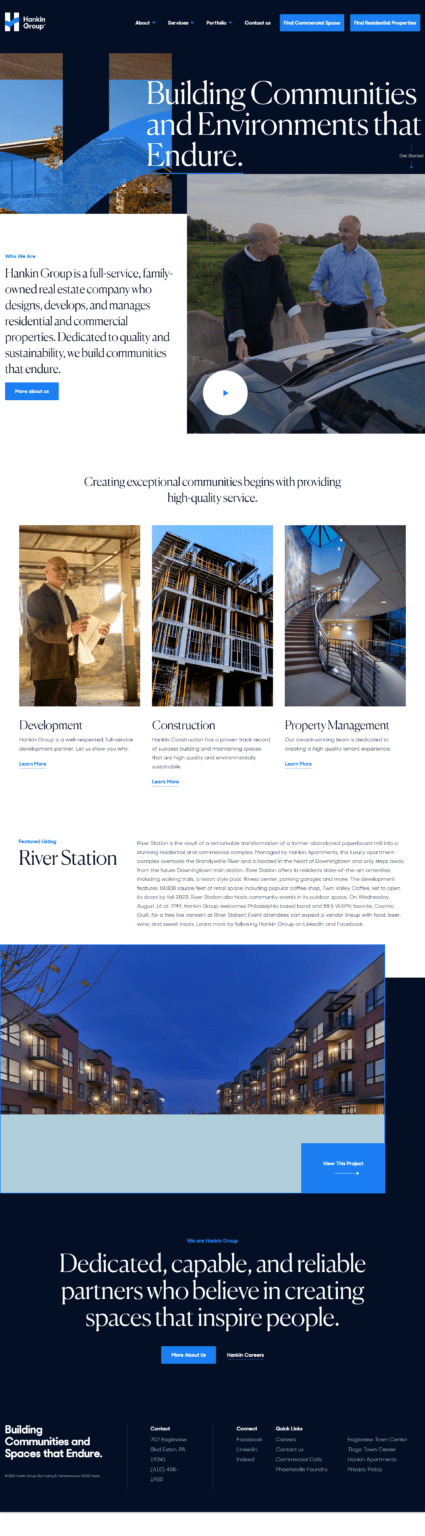 Hankin
Group
About
Services
Portfolio
Contact us
Find Commercial Space
Find Residential Properties
Building Communities
and Environments that
Endure.
Get Started
Who We Are
Hankin Group is a full-service, family-
owned real estate company who
designs, develops, and manages
residential and commercial
properties. Dedicated to quality and
sustainability, we build communities
that endure.
More about us
Creating exceptional communities begins with providing
high-quality service.
Development
Hankin Group is a well-respected, full-service
development partner. Let us show you why.
Learn More
Construction
Hankin Construction has a proven track record
of success building and maintaining spaces
that are high quality and environmentally
sustainable.
Learn More
Property Management
Our award-winning team is dedicated to
creating a high quality tenant experience.
Learn More
Featured Listing
River Station
River Station is the result of a remarkable transformation of a former abandoned paperboard mill into a
stunning residential and commercial complex. Managed by Hankin Apartments, this luxury apartment
complex overlooks the Brandywine River and is located in the heart of Downingtown and only steps away
from the future Downingtown train station. River Station offers its residents state-of-the-art amenities
including walking trails, a resort style pool, fitness center, parking garages and more. The development
features 10,000 square feet of retail space including popular coffee shop, Twin Valley Coffee, set to open
its doors by fall 2023. River Station also hosts community events in its outdoor space. On Wednesday,
August 16 at 7PM, Hankin Group welcomes Philadelphia based band and 88.5 WXPN favorite, Cosmic
Guilt, for a free live concert at River Station! Event attendees can expect a vendor lineup with food, beer,
wine, and sweet treats. Learn more by following Hankin Group on LinkedIn and Facebook.
View This Project
We are Hankin Group
Dedicated, capable, and reliable
partners who believe in creating
spaces that inspire people.
More About Us
Hankin Careers
Building
Communities and
Spaces that Endure.
Contact
707 Eagleview
Blvd Exton, PA
19341
(610) 458-
1900
Connect
Facebook
LinkedIn
Indeed
Quick Links
Careers
Contact us
Commercial Cafe
Phoenixville Foundry
Eagleview Town Center
Tioga Town Center
Hankin Apartments
Privacy Policy